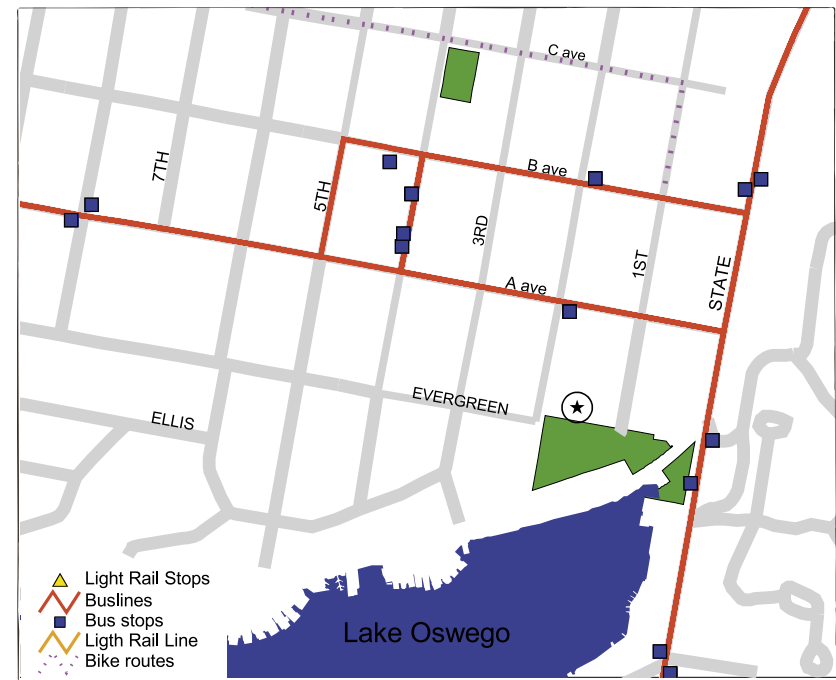 C ave
7TH
B ave
5TH
3RD
1ST
STATE
A ave
EVERGREEN
ELLIS
Light Rail Stops
Buslines
Bus stops
Ligth Rail Line
Bike routes
Lake Oswego